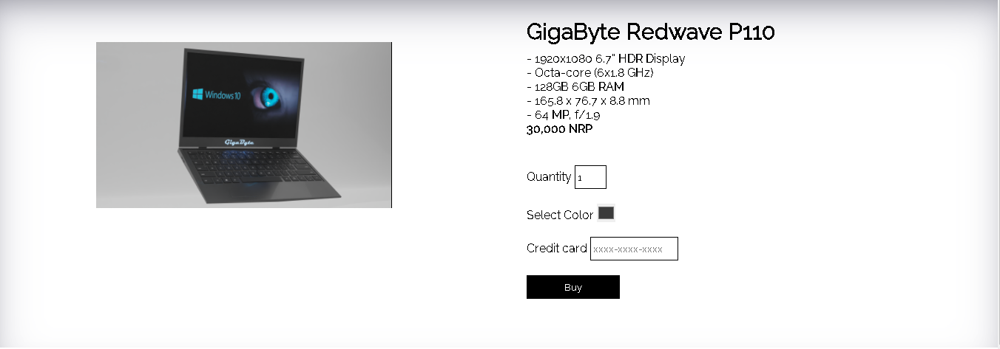 GigaByte Redwave P110
- 1920x1080 6.7" HDR Display
- Octa-core (6x1.8 GHz)
- 128GB 6GB RAM
- 165.8 x 76.7 x 8.8 mm
- 64 MP, f/1.9
30,000 NRP
Windows 10
GigaByte
Quantity 1
Select Color
Credit card xxxx-xxxx-xxxx
Buy